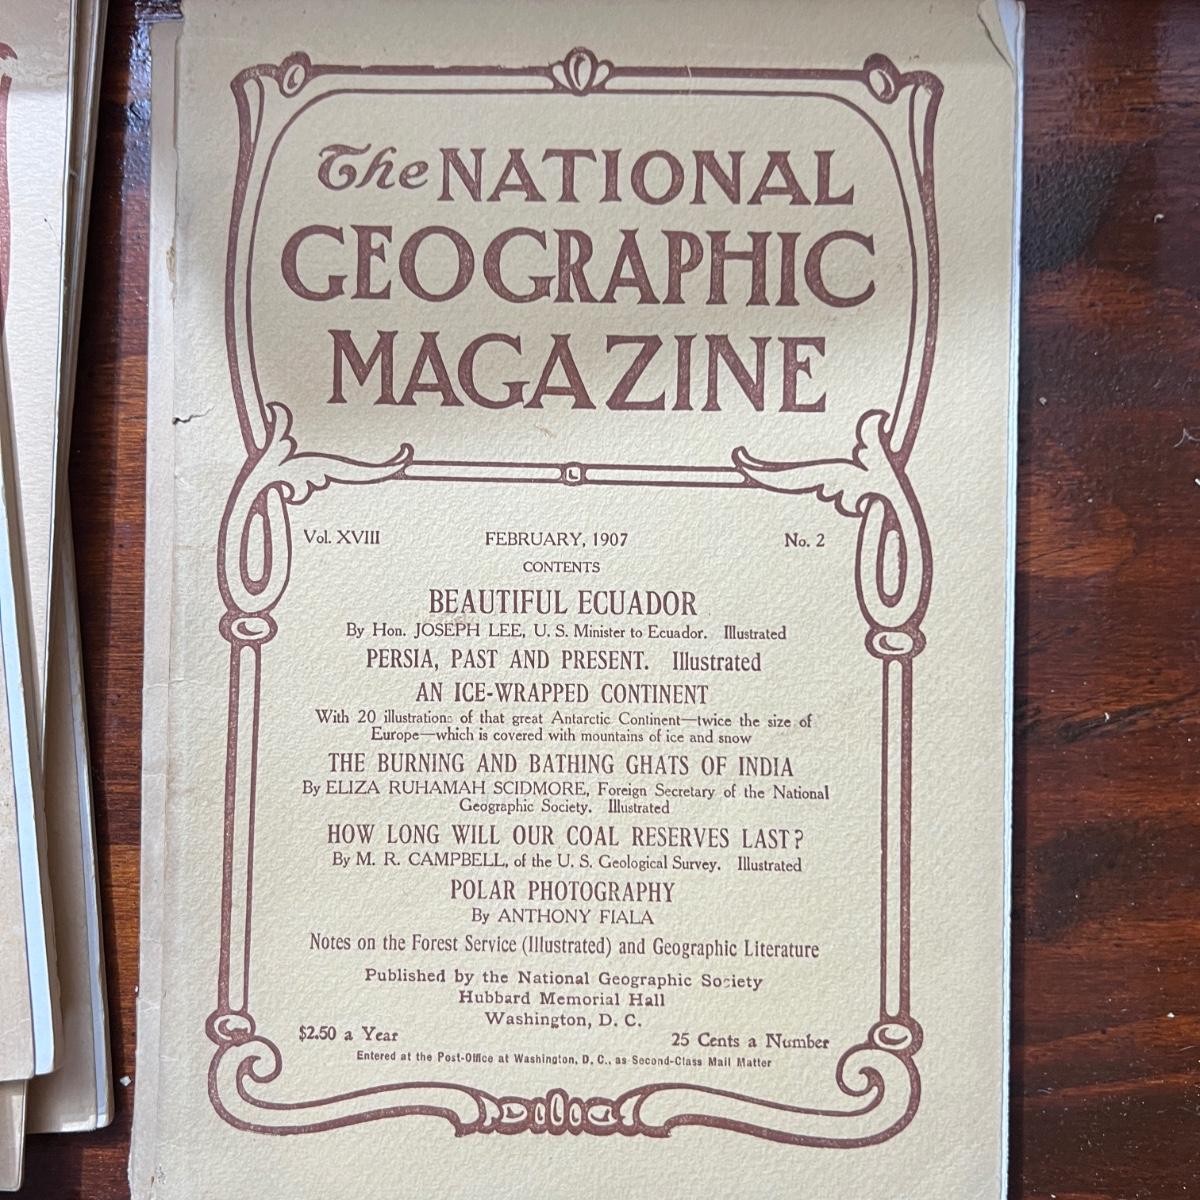 The NATIONAL
GEOGRAPHIC
MAGAZINE
Vol. XVIII FEBRUARY, 1907 No. 2
CONTENTS
BEAUTIFUL ECUADOR
By Hon. JOSEPH LEE, U. S. Minister to Ecuador. Illustrated
PERSIA, PAST AND PRESENT. Illustrated
AN ICE-WRAPPED CONTINENT
With 20 illustrations of that great Antarctic Continent—twice the size of
Europe—which is covered with mountains of ice and snow
THE BURNING AND BATHING GHATS OF INDIA
By ELIZA RUHAMAH SCIDMORE, Foreign Secretary of the National
Geographic Society. Illustrated
HOW LONG WILL OUR COAL RESERVES LAST?
By M. R. CAMPBELL, of the U. S. Geological Survey. Illustrated
POLAR PHOTOGRAPHY
By ANTHONY FIALA
Notes on the Forest Service (Illustrated) and Geographic Literature
Published by the National Geographic Society
Hubbard Memorial Hall
Washington, D. C.
$2.50 a Year 25 Cents a Number
Entered at the Post-Office at Washington, D. C., as Second-Class Mail Matter